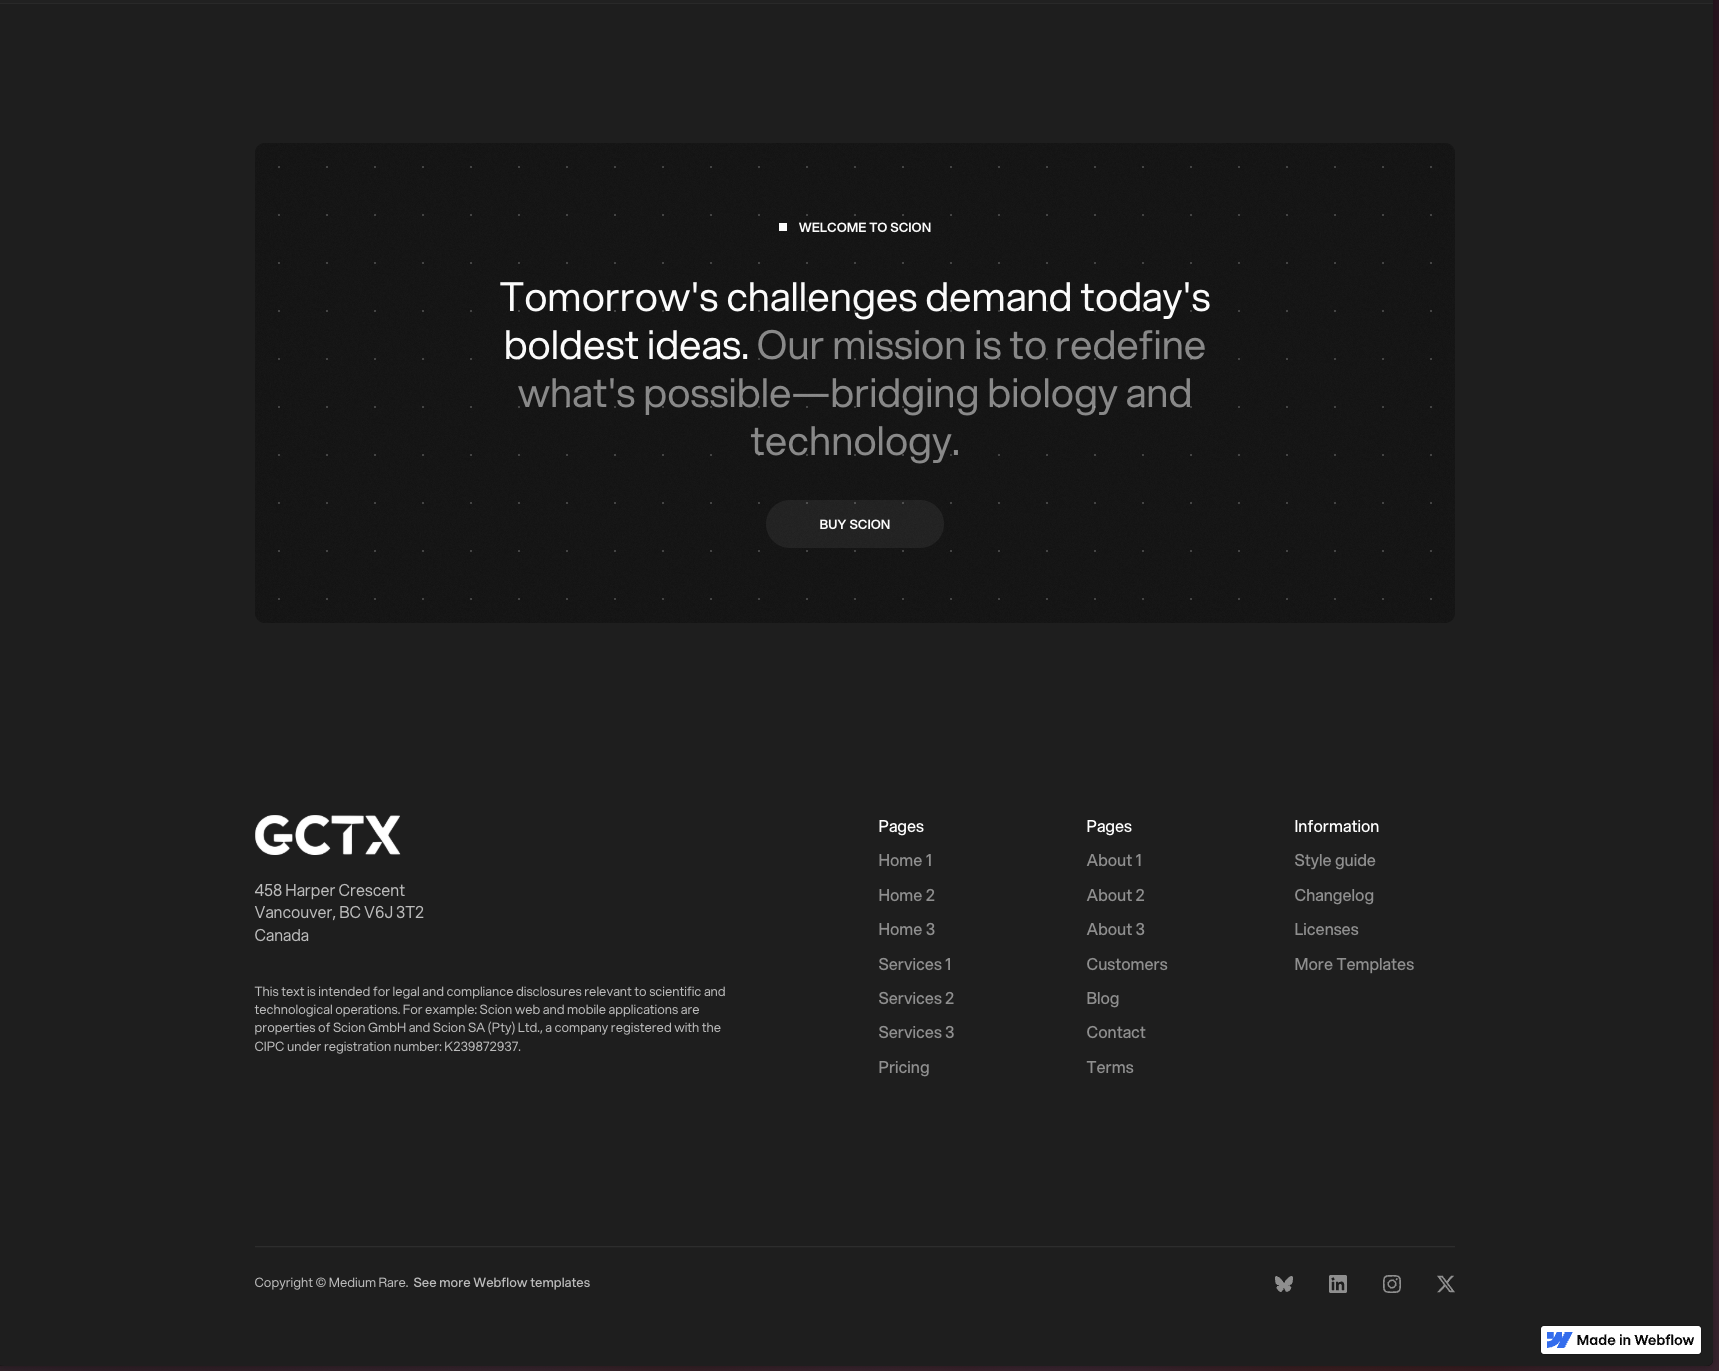 WELCOME TO SCION
Tomorrow's challenges demand today's
boldest ideas. Our mission is to redefine
what's possible—bridging biology and
technology.
BUY SCION
GCTX
458 Harper Crescent
Vancouver, BC V6J 3T2
Canada
This text is intended for legal and compliance disclosures relevant to scientific and
technological operations. For example: Scion web and mobile applications are
properties of Scion GmbH and Scion SA (Pty) Ltd., a company registered with the
CIPC under registration number: K239872937.
Pages
Home 1
Home 2
Home 3
Services 1
Services 2
Services 3
Pricing
Pages
About 1
About 2
About 3
Customers
Blog
Contact
Terms
Information
Style guide
Changelog
Licenses
More Templates
Copyright © Medium Rare. See more Webflow templates
Made in Webflow